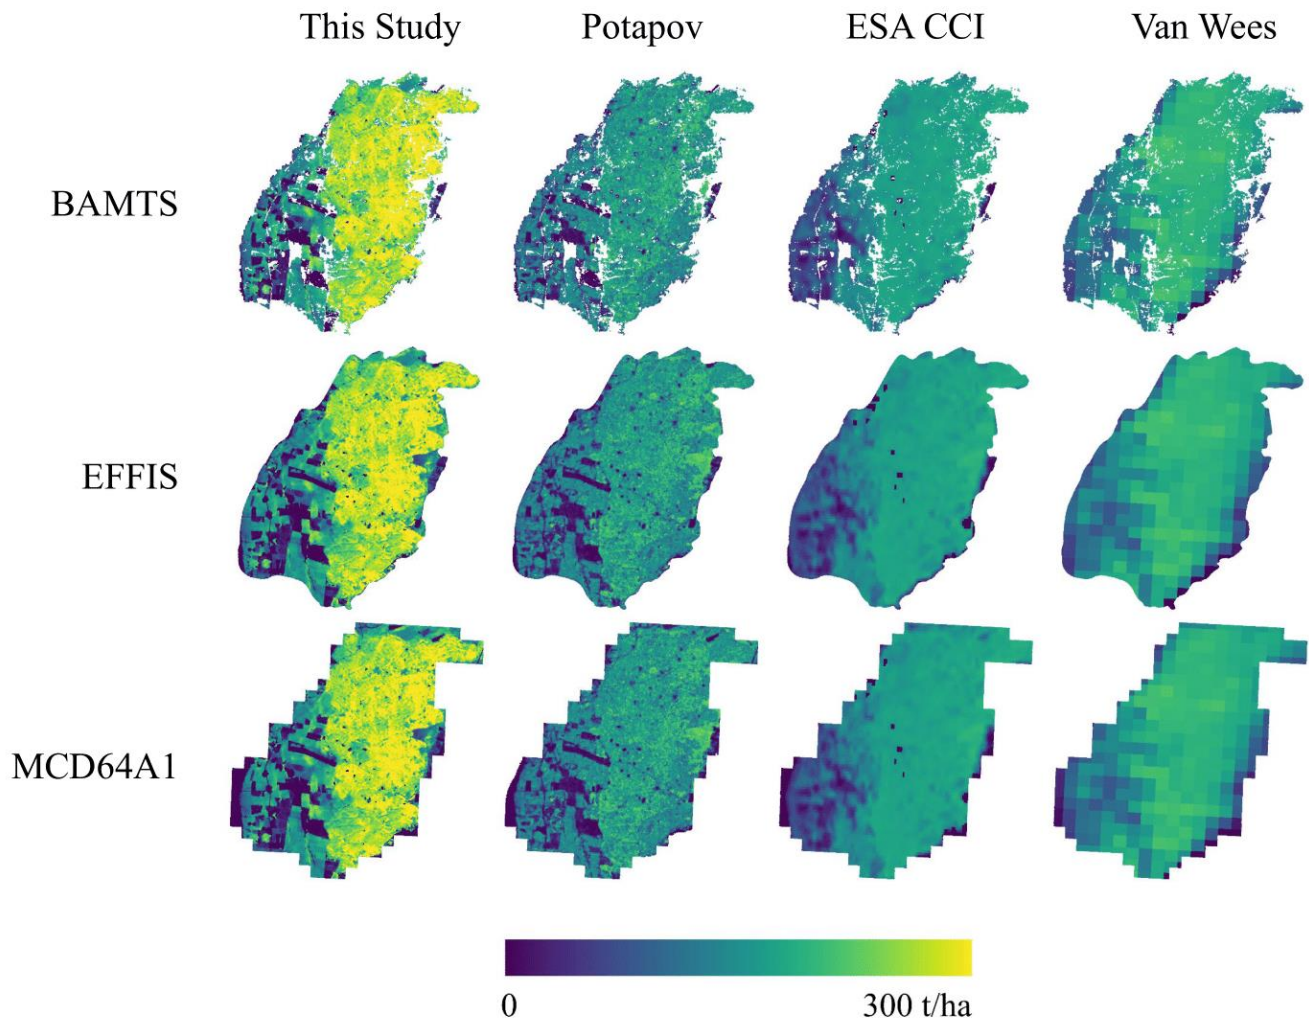 This Study Potapov ESA CCI Van Wees
BAMTS
EFFIS
MCD64A1
0 300 t/ha